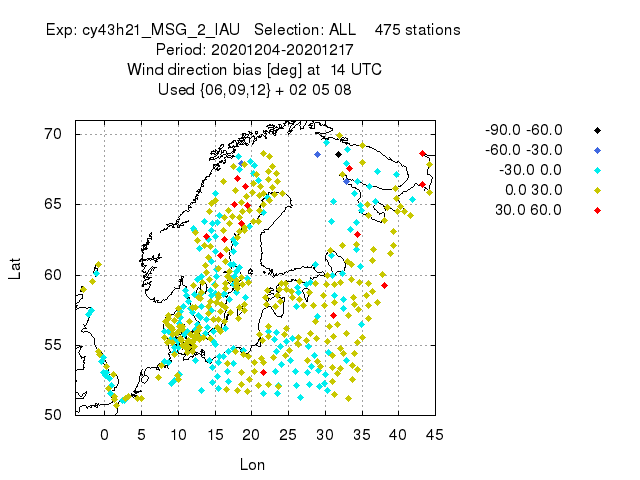 Exp: cy43h21_MSG_2_IAU Selection: ALL 475 stations
Period: 20201204-20201217
Wind direction bias [deg] at 14 UTC
Used {06,09,12} + 02 05 08
-90.0 -60.0
-60.0 -30.0
-30.0 0.0
0.0 30.0
30.0 60.0
70
65
60
55
50
Lat
0 5 10 15 20 25 30 35 40 45
Lon